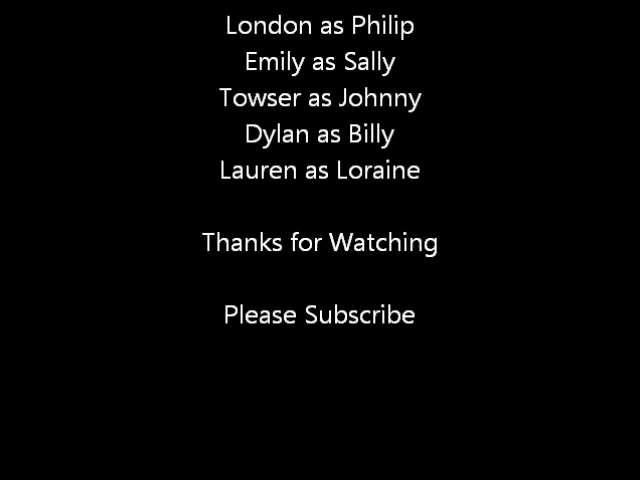 London as Philip
Emily as Sally
Towser as Johnny
Dylan as Billy
Lauren as Loraine
Thanks for Watching
Please Subscribe